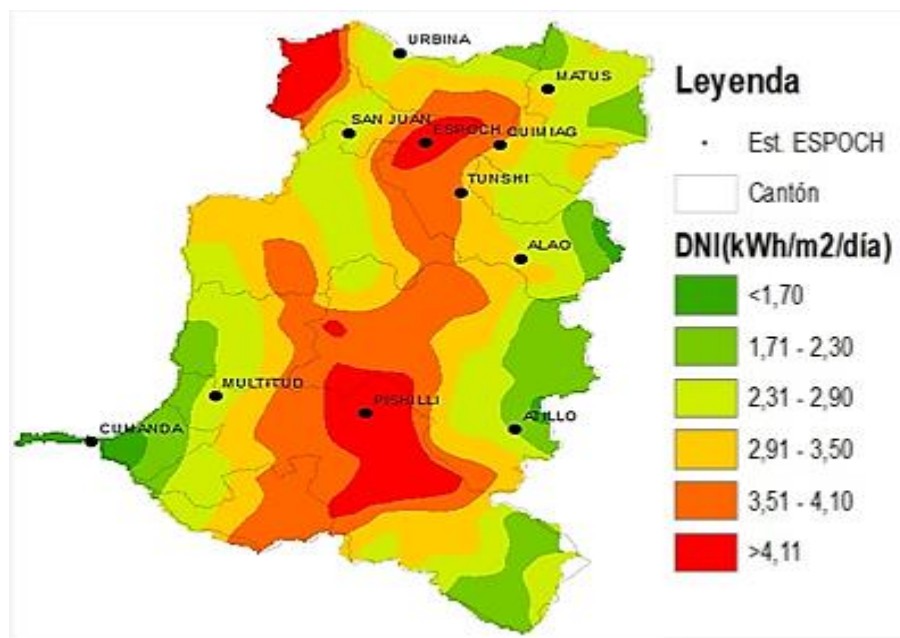 URBINA
MATUS
SAN JUAN
ESPOCH
QUIMIAG
TUNSHI
ALAO
MULTITUD
PISHILLI
ATILLO
CUMANDA
Leyenda
Est. ESPOCH
Cantón
DNI(kWh/m2/día)
<1,70
1,71 - 2,30
2,31 - 2,90
2,91 - 3,50
3,51 - 4,10
>4,11